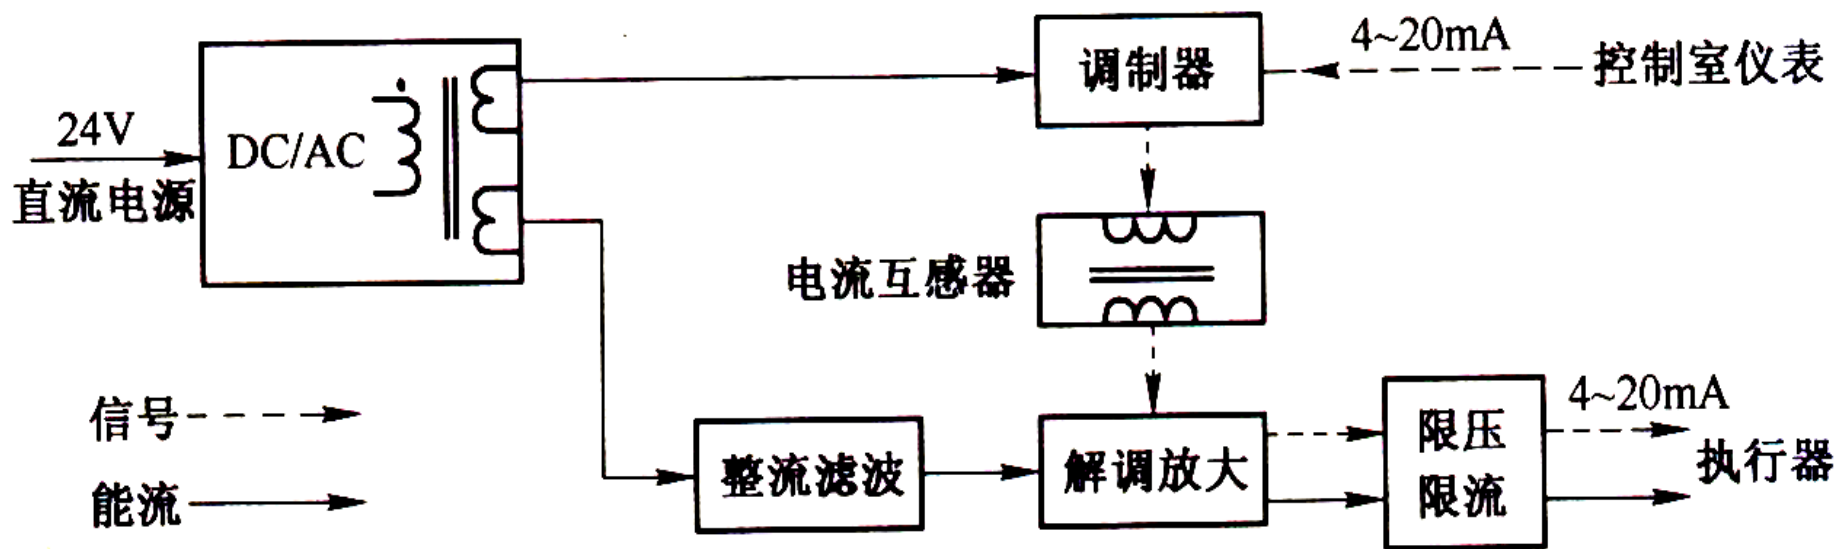 24V
直流电源
DC/AC
调制器
4~20mA
控制室仪表
电流互感器
信号
能流
整流滤波
解调放大
限压
限流
4~20mA
执行器